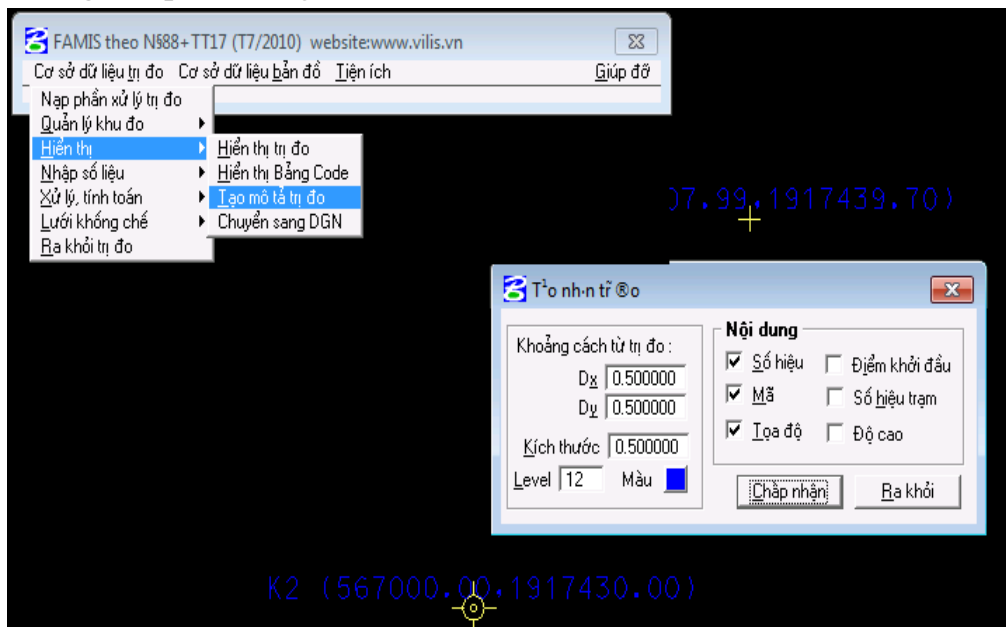 FAMIS theo N§88+TT17 (T7/2010) website:www.vilis.vn
Cơ sở dữ liệu trị đo Cơ sở dữ liệu bản đồ Tiện ích Giúp đỡ
Nạp phần xử lý trị đo
Quản lý khu đo
Hiển thị
Nhập số liệu
Xử lý, tính toán
Lưới khống chế
Ra khỏi trị đo
Hiển thị trị đo
Hiển thị Bảng Code
Tạo mô tả trị đo
Chuyển sang DGN
07.99,1917439.70)
T¹o nh·n trÞ ®o
Khoảng cách từ trị đo :
Dx 0.500000
Dy 0.500000
Kích thước 0.500000
Level 12 Màu
Nội dung
Số hiệu Điểm khởi đầu
Mã Số hiệu trạm
Tọa độ Độ cao
Chấp nhận Ra khỏi
K2 (567000.00,1917430.00)